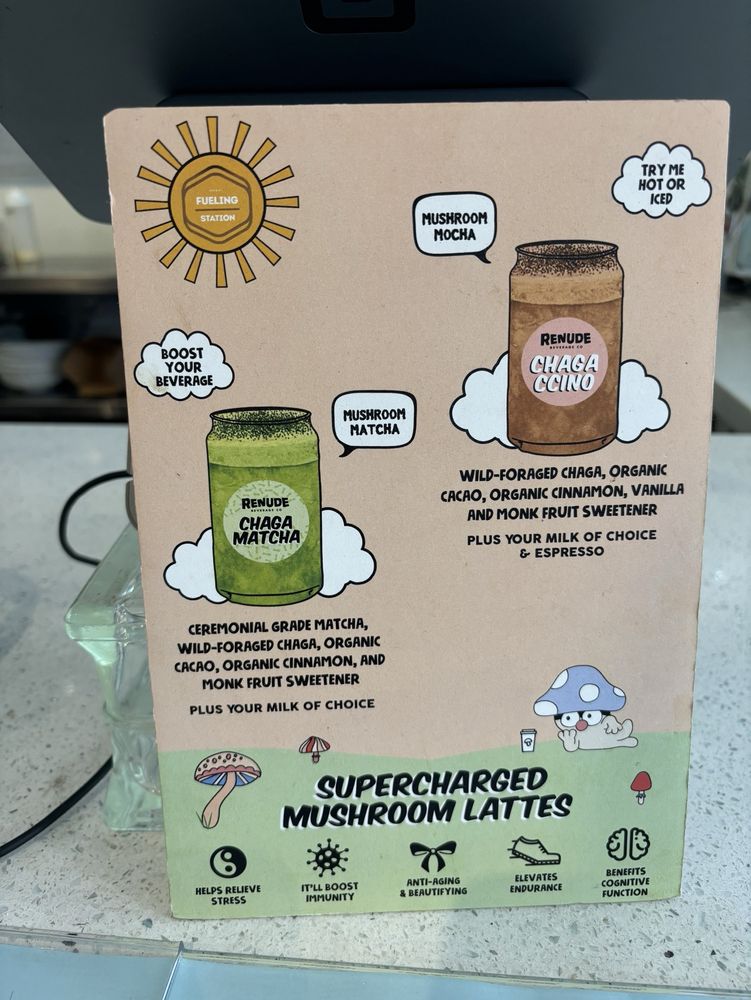 FUELING
STATION
TRY ME
HOT OR
ICED
MUSHROOM
MOCHA
RENUDE
BEVERAGE CO
CHAGA
CCINO
BOOST
YOUR
BEVERAGE
MUSHROOM
MATCHA
RENUDE
BEVERAGE CO
CHAGA
MATCHA
WILD-FORAGED CHAGA, ORGANIC
CACAO, ORGANIC CINNAMON, VANILLA
AND MONK FRUIT SWEETENER
PLUS YOUR MILK OF CHOICE
& ESPRESSO
CEREMONIAL GRADE MATCHA,
WILD-FORAGED CHAGA, ORGANIC
CACAO, ORGANIC CINNAMON, AND
MONK FRUIT SWEETENER
PLUS YOUR MILK OF CHOICE
SUPERCHARGED
MUSHROOM LATTES
HELPS RELIEVE
STRESS
IT'LL BOOST
IMMUNITY
ANTI-AGING
& BEAUTIFYING
ELEVATES
ENDURANCE
BENEFITS
COGNITIVE
FUNCTION